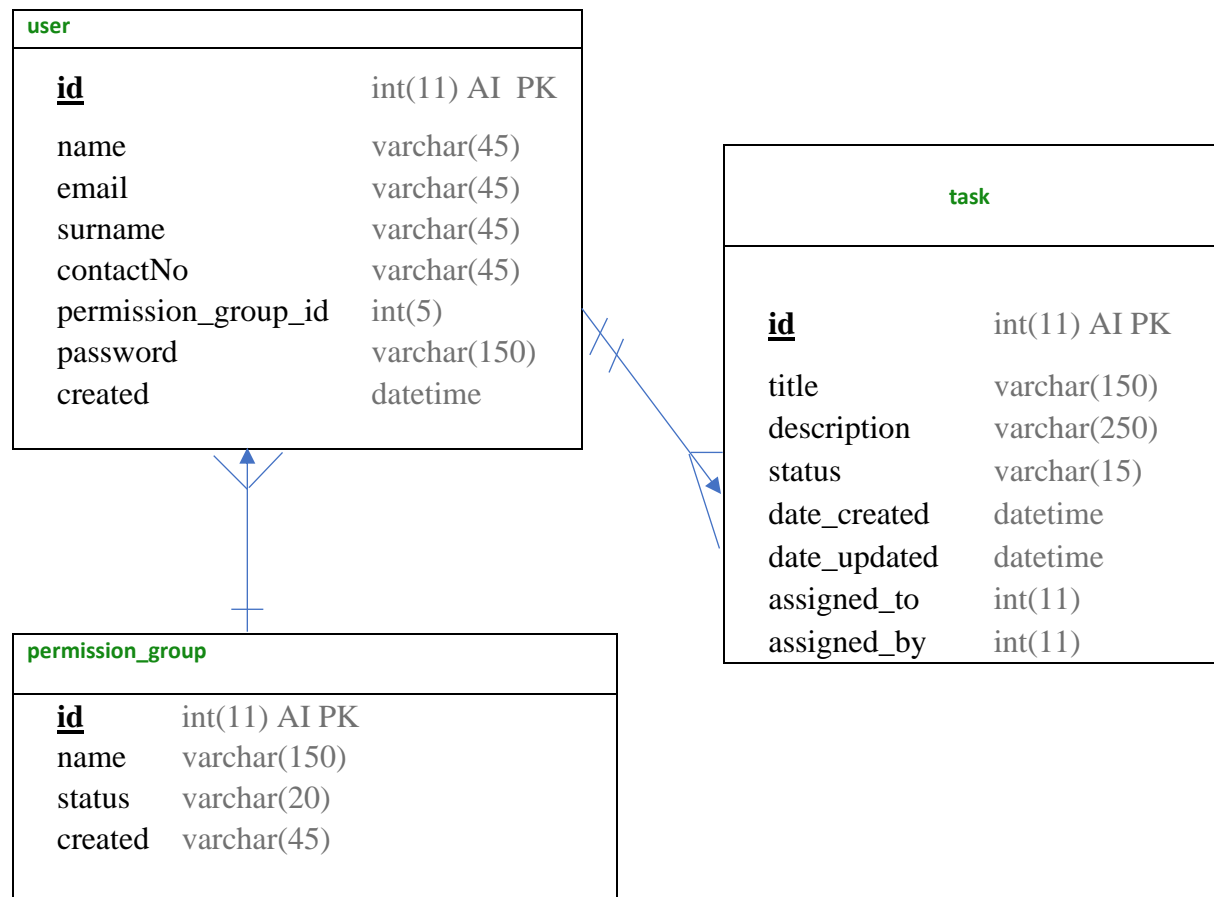 user
id int(11) AI PK
name varchar(45)
email varchar(45)
surname varchar(45)
contactNo varchar(45)
permission_group_id int(5)
password varchar(150)
created datetime
task
id int(11) AI PK
title varchar(150)
description varchar(250)
status varchar(15)
date_created datetime
date_updated datetime
assigned_to int(11)
assigned_by int(11)
permission_group
id int(11) AI PK
name varchar(150)
status varchar(20)
created varchar(45)